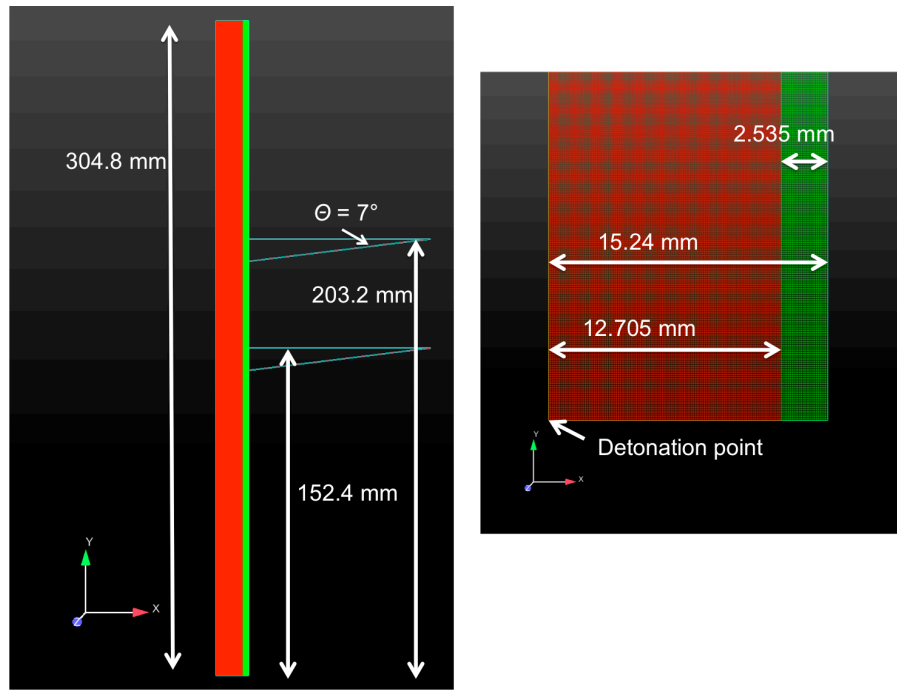 304.8 mm
Θ = 7°
203.2 mm
152.4 mm
Y
X
Z
2.535 mm
15.24 mm
12.705 mm
Detonation point
Y
X
Z